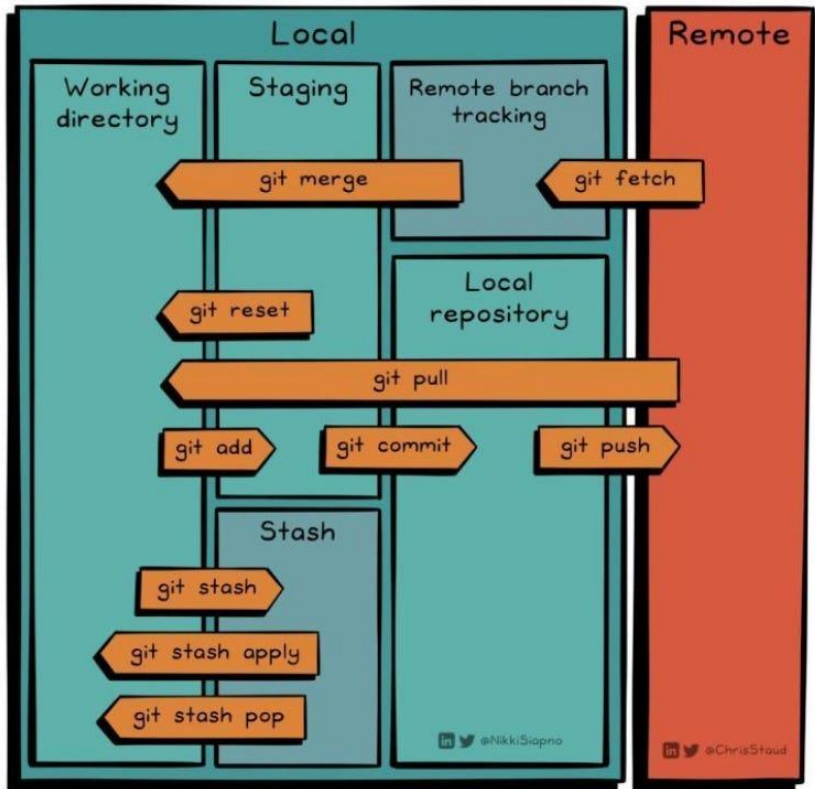 Local
Remote
Working
directory
Staging
Remote branch
tracking
git merge
git fetch
Local
repository
git reset
git pull
git add
git commit
git push
Stash
git stash
git stash apply
git stash pop
@NikkiSiapno
@ChrisStaud